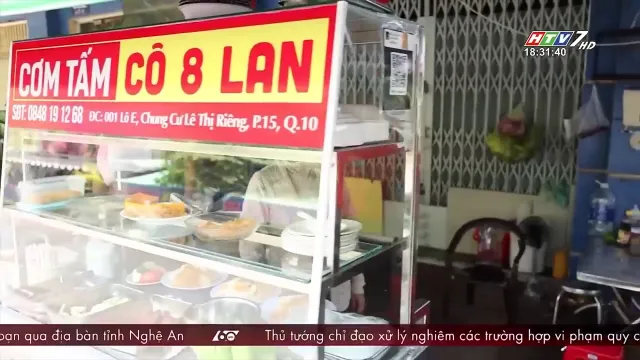 HTV7 HD
18:31:40
CƠM TẤM CÔ 8 LAN
SĐT: 0848 19 12 68 ĐC: 001 Lô E, Chung Cư Lê Thị Riêng, P.15, Q.10
bạn qua địa bàn tỉnh Nghệ An 60 Thủ tướng chỉ đạo xử lý nghiêm các trường hợp vi phạm quy